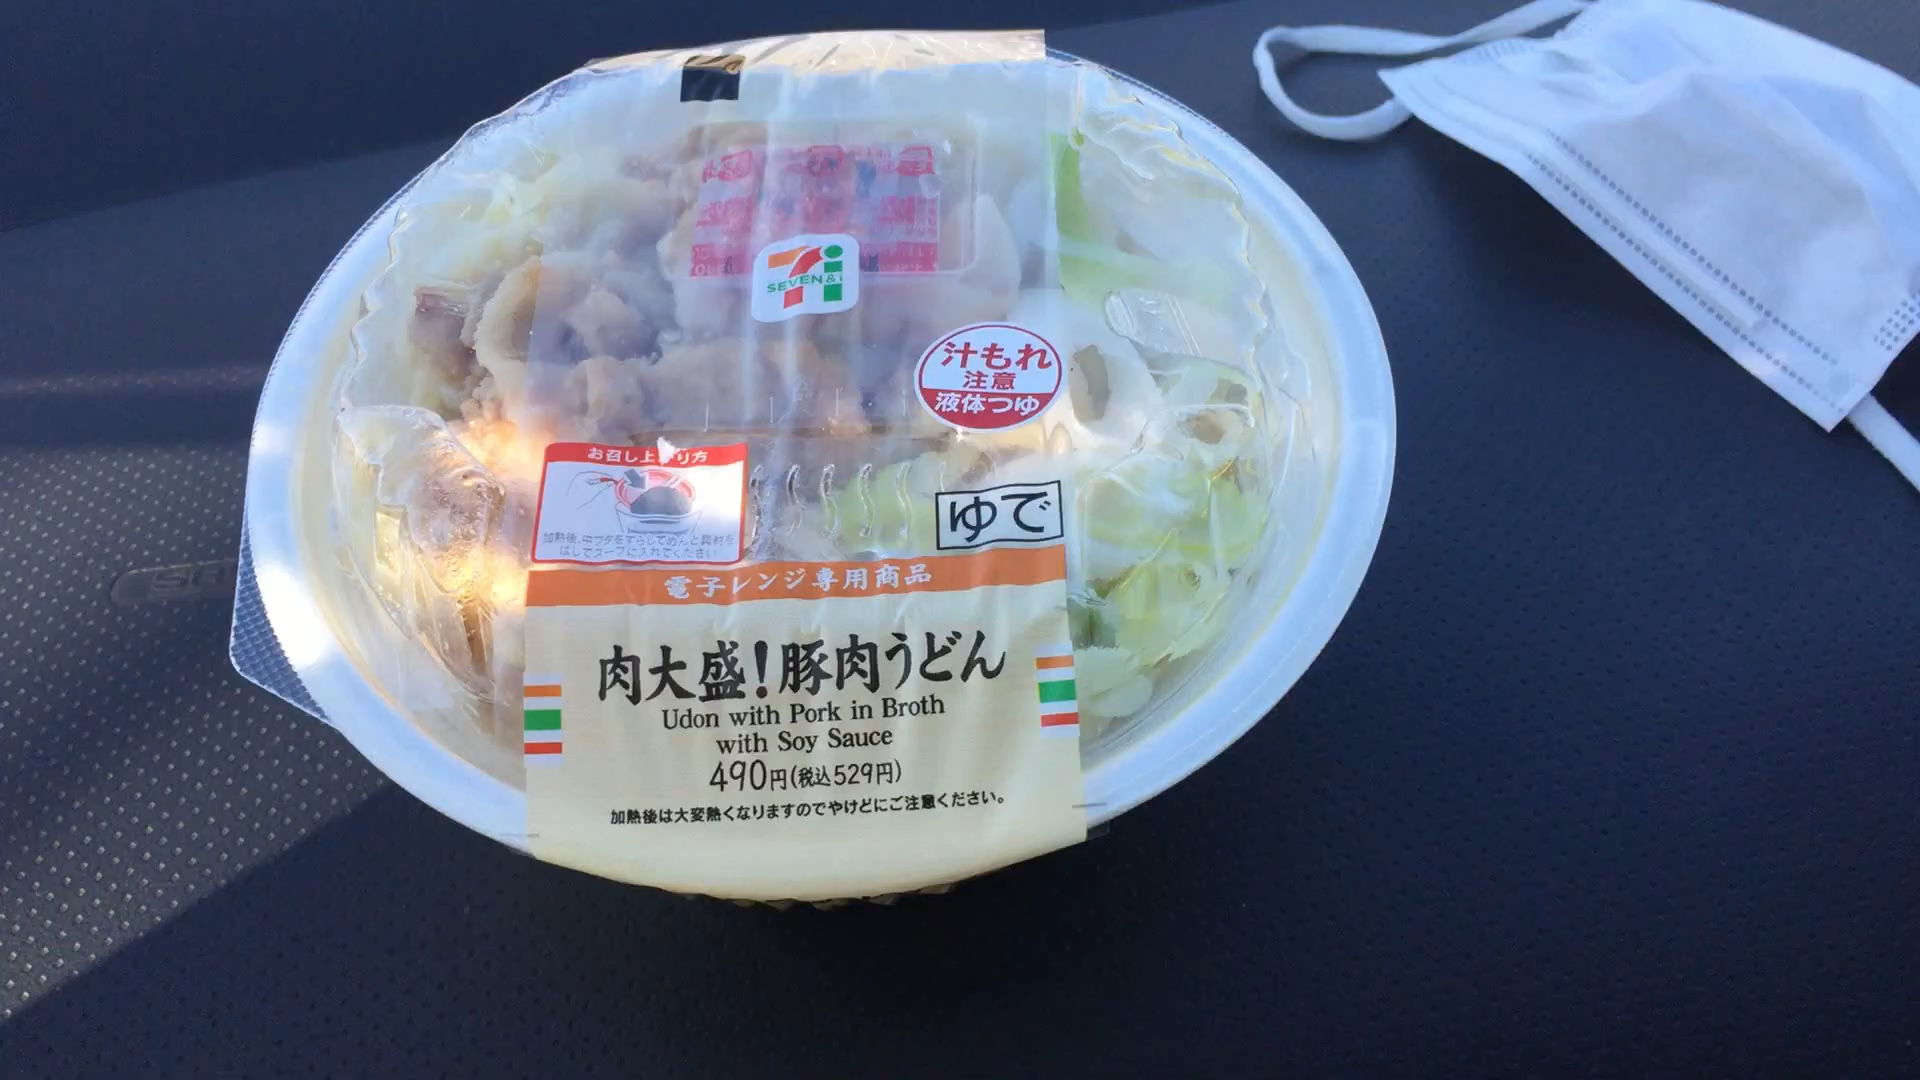 SEVEN&i
汁もれ
注意
液体つゆ
お召し上がり方
加熱後、中フタをずらしてめんと具材を
ほしてスープに入れてください
ゆで
電子レンジ専用商品
肉大盛!豚肉うどん
Udon with Pork in Broth
with Soy Sauce
490円(税込529円)
加熱後は大変熱くなりますのでやけどにご注意ください。